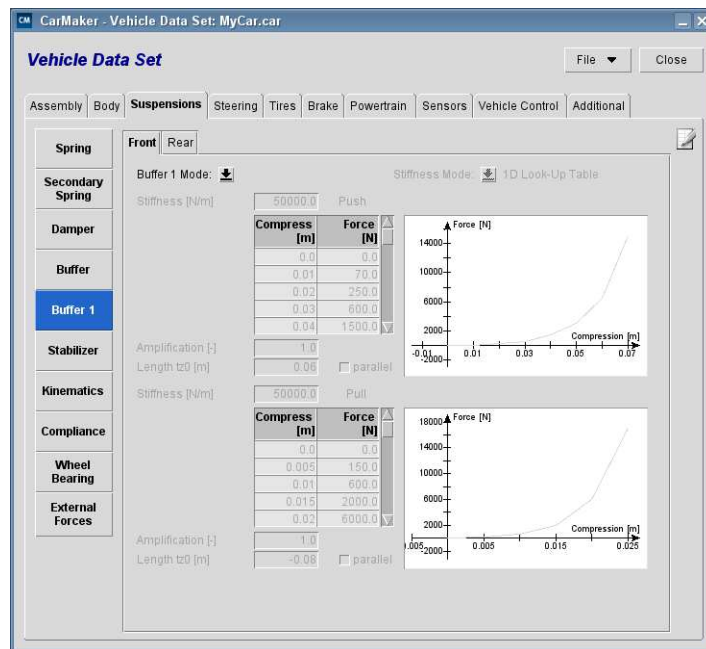 CM CarMaker - Vehicle Data Set: MyCar.car
Vehicle Data Set
File
Close
Assembly Body Suspensions Steering Tires Brake Powertrain Sensors Vehicle Control Additional
Spring
Secondary Spring
Damper
Buffer
Buffer 1
Stabilizer
Kinematics
Compliance
Wheel Bearing
External Forces
Front Rear
Buffer 1 Mode:
Stiffness Mode: 1D Look-Up Table
Stiffness [N/m] 50000.0 Push
Compress [m] Force [N]
0.0 0.0
0.01 70.0
0.02 250.0
0.03 600.0
0.04 1500.0
Amplification [-] 1.0
Length tz0 [m] 0.06 parallel
Force [N]
14000
10000
6000
2000
-2000
Compression [m]
-0.01 0.01 0.03 0.05 0.07
Stiffness [N/m] 50000.0 Pull
Compress [m] Force [N]
0.0 0.0
0.005 150.0
0.01 600.0
0.015 2000.0
0.02 6000.0
Amplification [-] 1.0
Length tz0 [m] -0.08 parallel
Force [N]
18000
14000
10000
6000
2000
-2000
Compression [m]
0.005 0.005 0.015 0.025